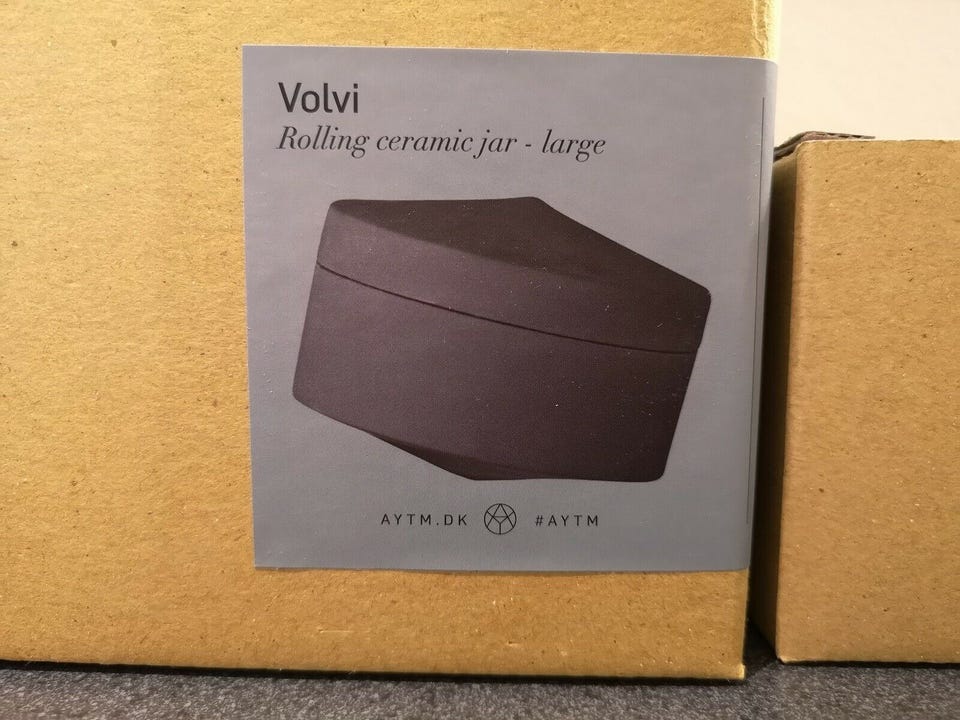 Volvi
Rolling ceramic jar - large
AYTM.DK #AYTM